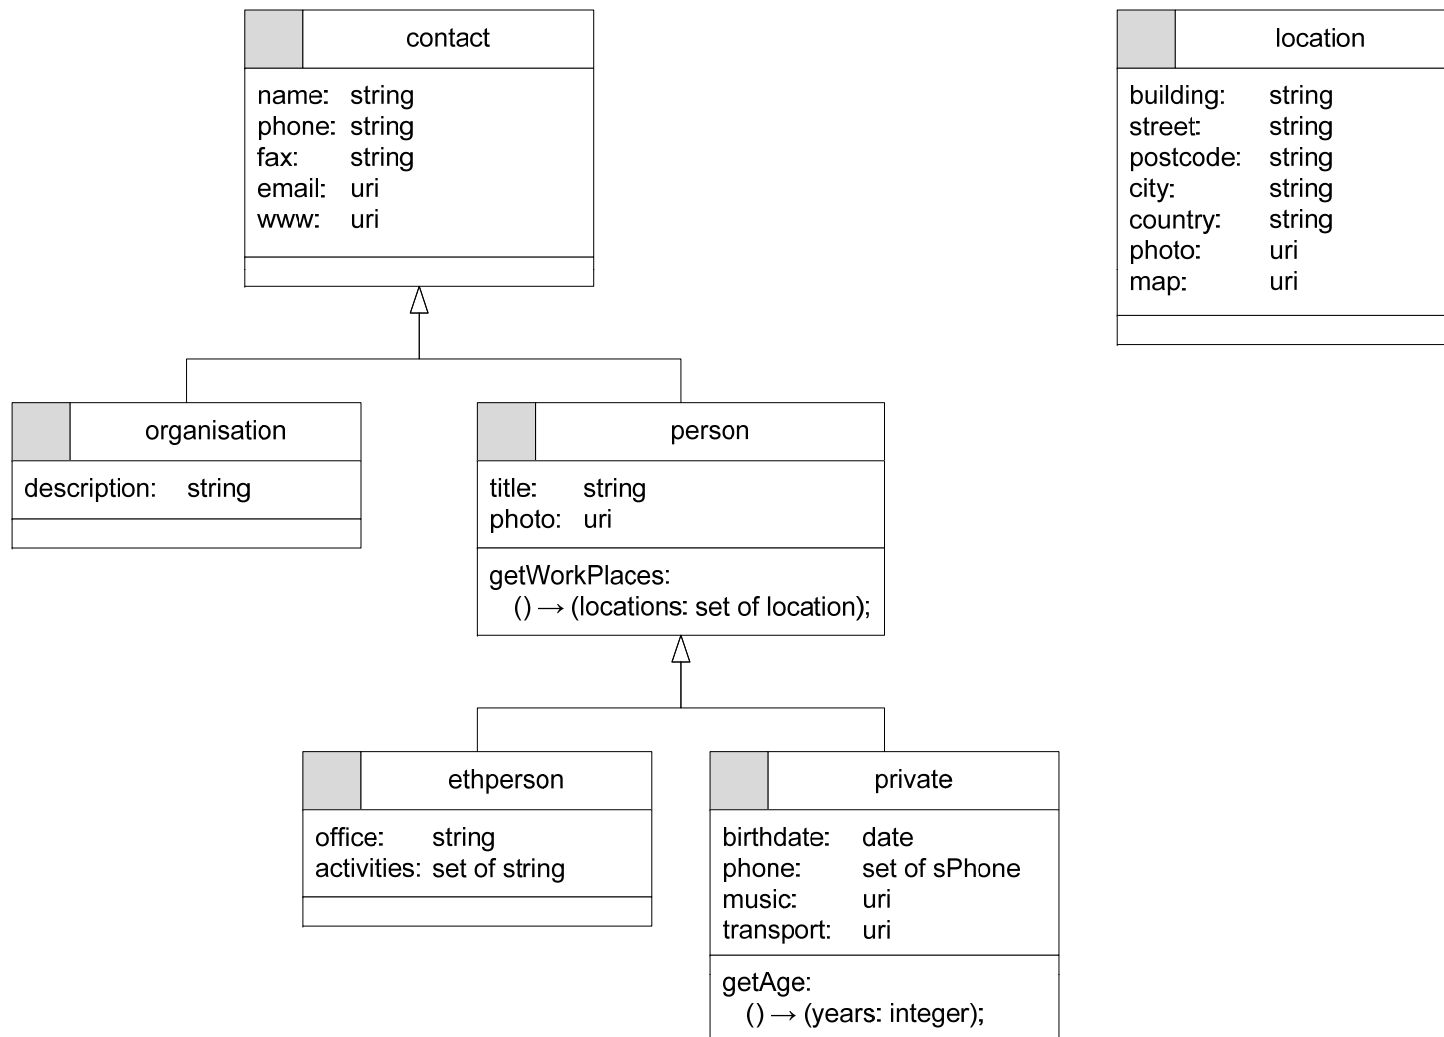 contact
name: string
phone: string
fax: string
email: uri
www: uri
location
building: string
street: string
postcode: string
city: string
country: string
photo: uri
map: uri
organisation
description: string
person
title: string
photo: uri
getWorkPlaces:
() → (locations: set of location);
ethperson
office: string
activities: set of string
private
birthdate: date
phone: set of sPhone
music: uri
transport: uri
getAge:
() → (years: integer);